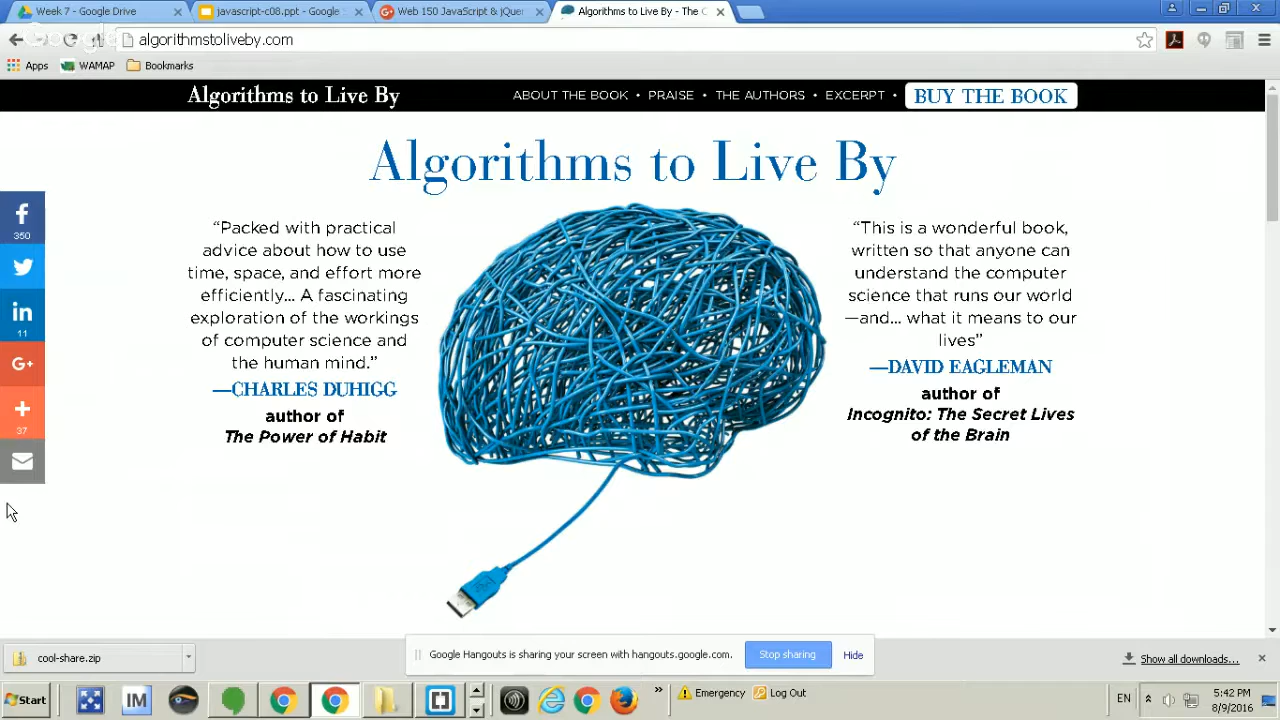 Week 7 - Google Drive
javascript-c08.ppt - Google
Web 150 JavaScript & jQue
Algorithms to Live By - The C
algorithmstoliveby.com
Apps
WAMAP
Bookmarks
Algorithms to Live By
ABOUT THE BOOK • PRAISE • THE AUTHORS • EXCERPT • BUY THE BOOK
Algorithms to Live By
350
11
37
“Packed with practical
advice about how to use
time, space, and effort more
efficiently... A fascinating
exploration of the workings
of computer science and
the human mind.”
—CHARLES DUHIGG
author of
The Power of Habit
“This is a wonderful book,
written so that anyone can
understand the computer
science that runs our world
—and... what it means to our
lives”
—DAVID EAGLEMAN
author of
Incognito: The Secret Lives
of the Brain
Google Hangouts is sharing your screen with hangouts.google.com.
Stop sharing
Hide
cool-share.zip
Show all downloads...
Start
IM
Emergency
Log Out
EN
5:42 PM
8/9/2016